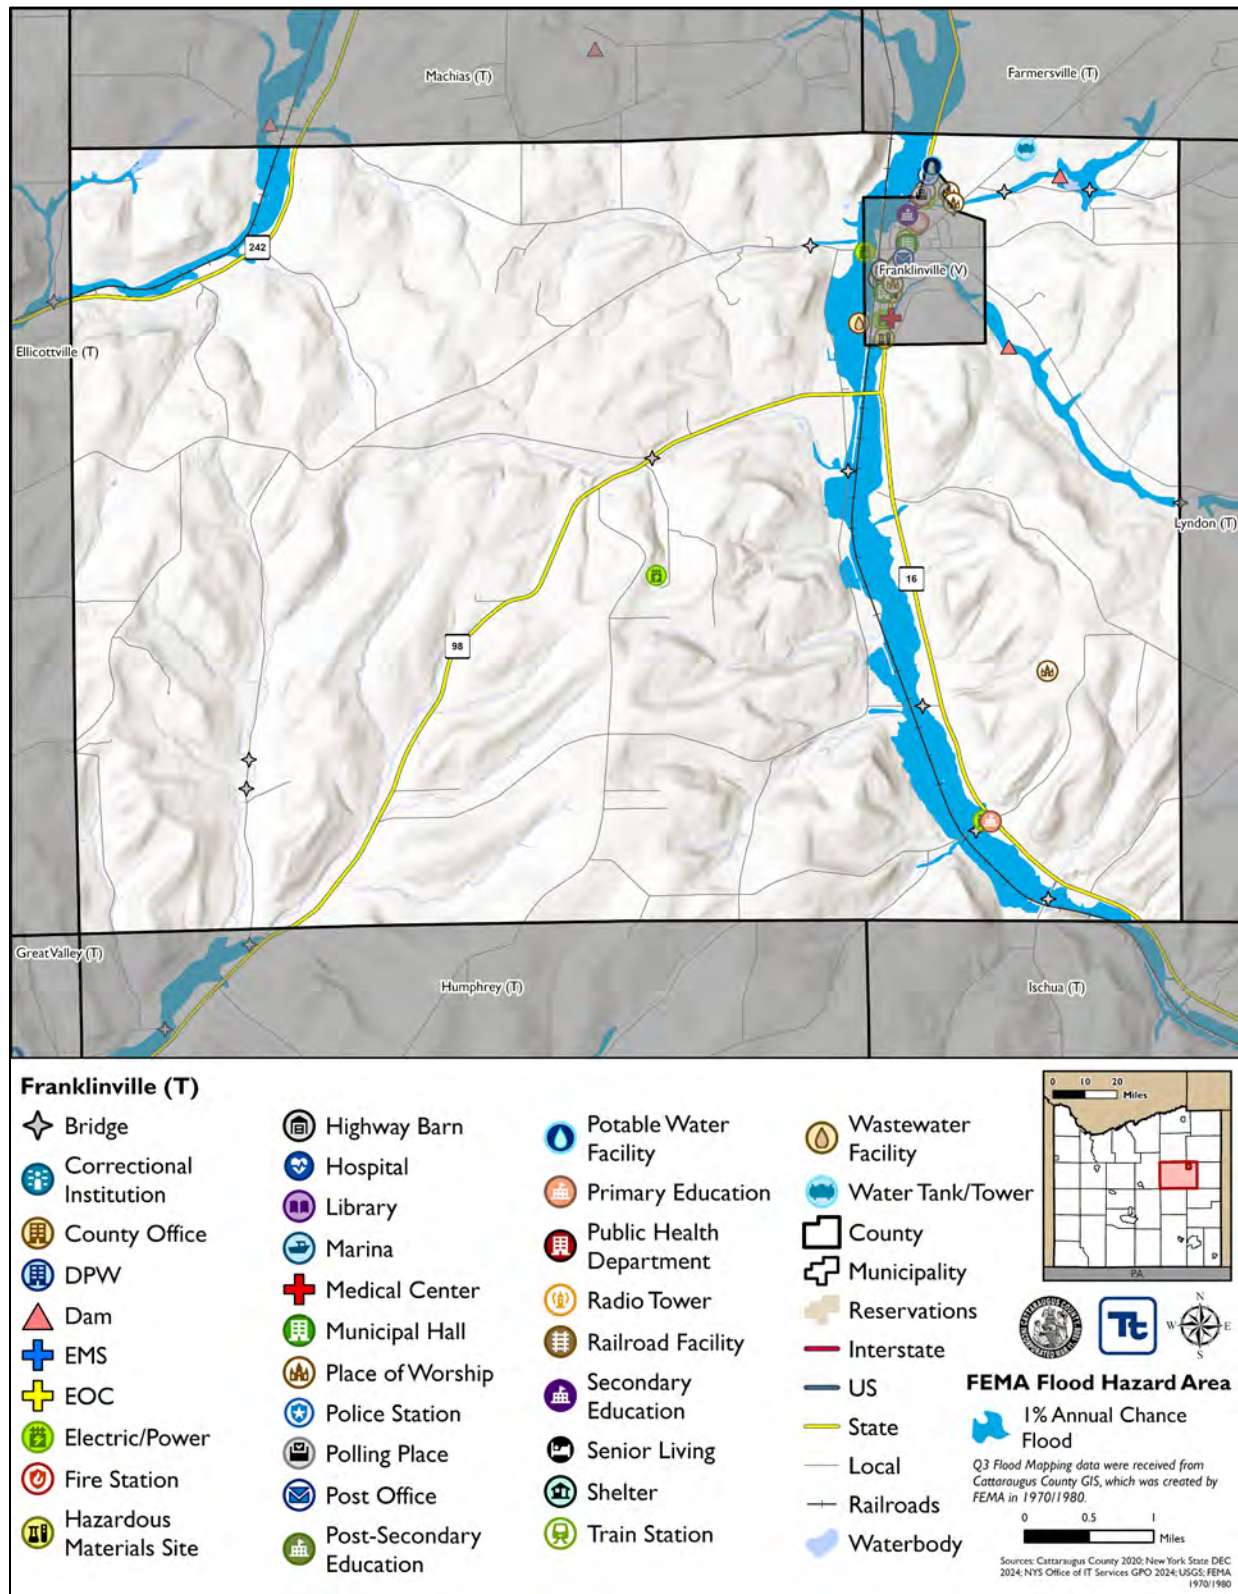 Machias (T)
Farmersville (T)
242
Franklinville (V)
Ellicottville (T)
Lyndon (T)
16
98
Great Valley (T)
Humphrey (T)
Ischua (T)
Franklinville (T)
Bridge
Correctional
Institution
County Office
DPW
Dam
EMS
EOC
Electric/Power
Fire Station
Hazardous
Materials Site
Highway Barn
Hospital
Library
Marina
Medical Center
Municipal Hall
Place of Worship
Police Station
Polling Place
Post Office
Post-Secondary
Education
Potable Water
Facility
Primary Education
Public Health
Department
Radio Tower
Railroad Facility
Secondary
Education
Senior Living
Shelter
Train Station
Wastewater
Facility
Water Tank/Tower
County
Municipality
Reservations
Interstate
US
State
Local
Railroads
Waterbody
0 10 20
Miles
PA
Tt
N
W E
S
FEMA Flood Hazard Area
1% Annual Chance
Flood
Q3 Flood Mapping data were received from
Cattaraugus County GIS, which was created by
FEMA in 1970/1980.
0 0.5 1
Miles
Sources: Cattaraugus County 2020; New York State DEC
2024; NYS Office of IT Services GPO 2024; USGS; FEMA
1970/1980